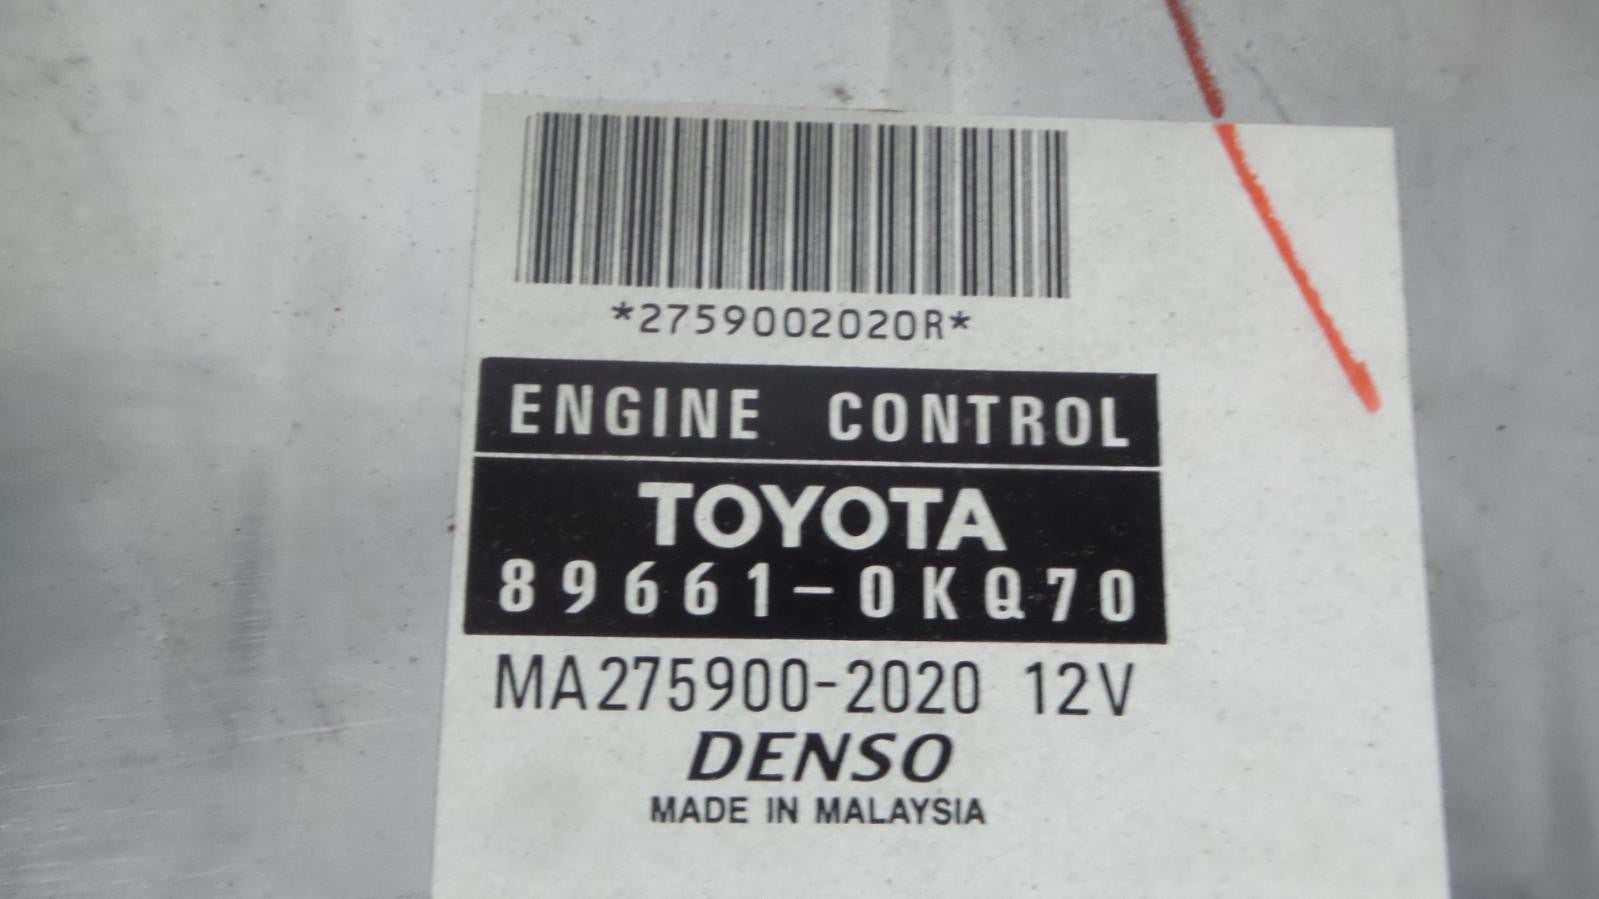 *2759002020R*
ENGINE CONTROL
TOYOTA
89661-0KQ70
MA275900-2020 12V
DENSO
MADE IN MALAYSIA